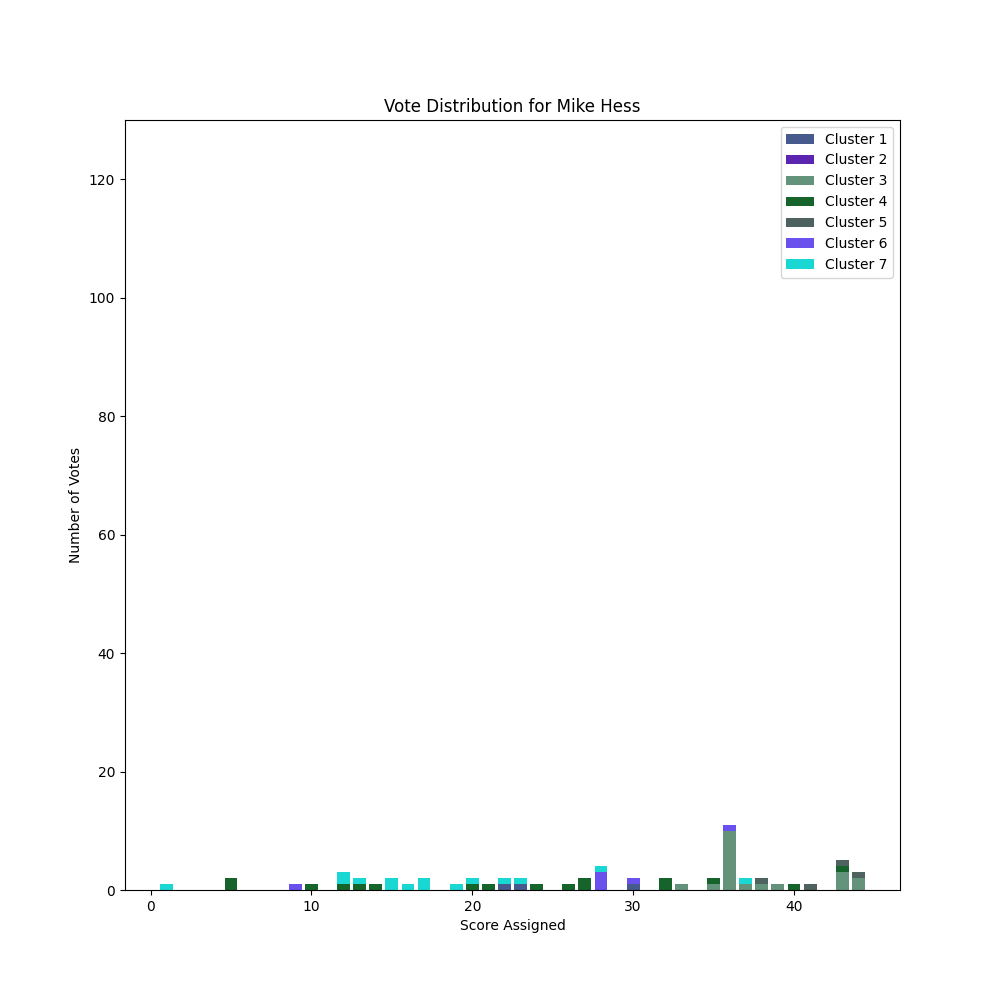 Vote Distribution for Mike Hess
Cluster 1
Cluster 2
Cluster 3
Cluster 4
Cluster 5
Cluster 6
Cluster 7
120
100
80
60
40
20
0
Number of Votes
0 10 20 30 40
Score Assigned